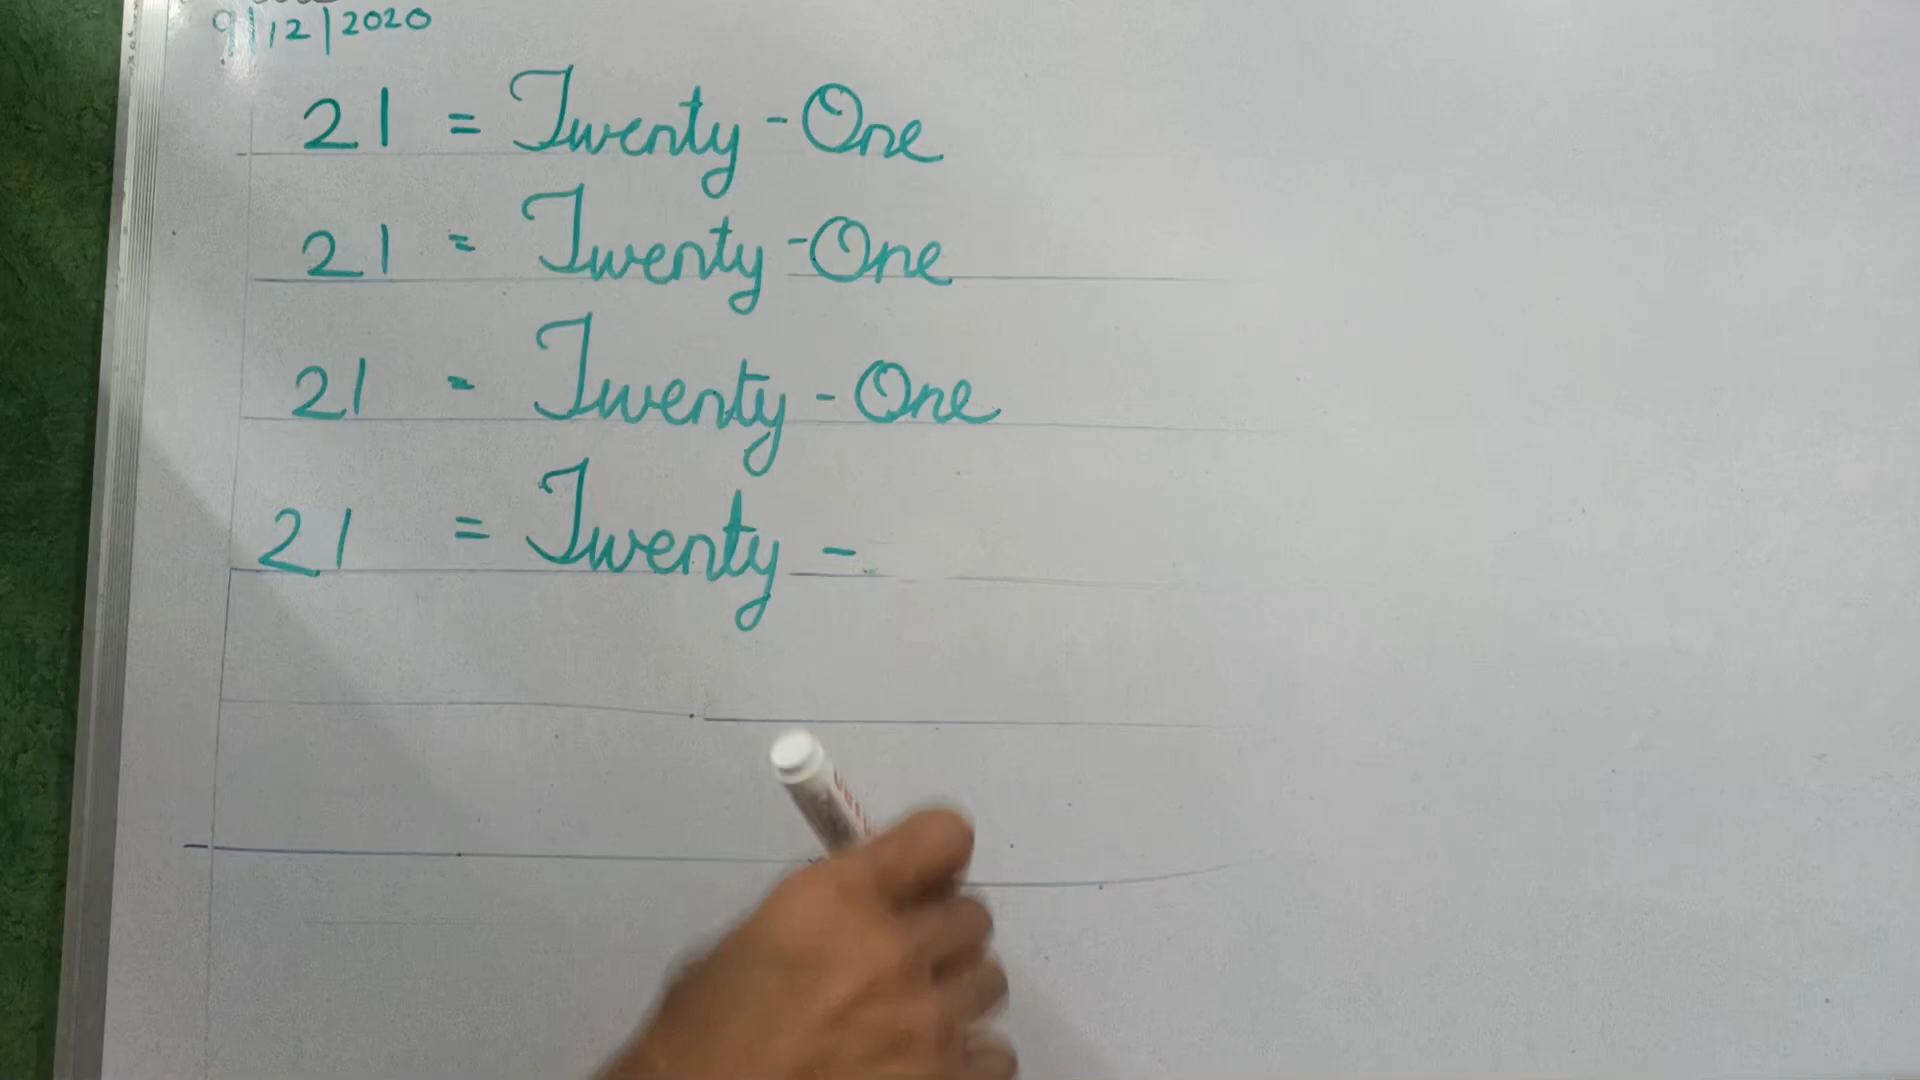 9/12/2020
21 = Twenty-One
21 = Twenty-One
21 = Twenty-One
21 = Twenty-